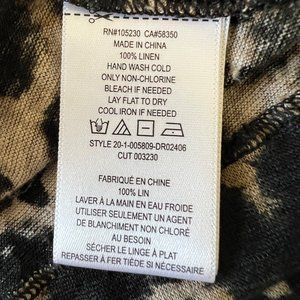 RN#105230 CA#58350
MADE IN CHINA
100% LINEN
HAND WASH COLD
ONLY NON-CHLORINE
BLEACH IF NEEDED
LAY FLAT TO DRY
COOL IRON IF NEEDED
STYLE 20-1-005809-DR02406
CUT 003230
FABRIQUÉ EN CHINE
100% LIN
LAVER À LA MAIN EN EAU FROIDE
UTILISER SEULEMENT UN AGENT
DE BLANCHIMENT NON CHLORÉ
AU BESOIN
SÉCHER LE LINGE À PLAT
REPASSER À FER TIÈDE SI NÉCESSAIRE